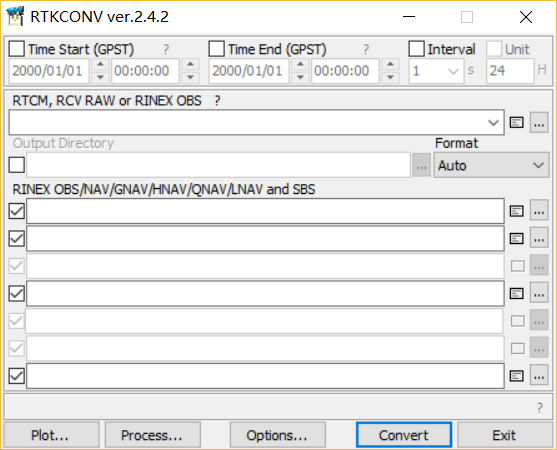 RTKCONV ver.2.4.2
Time Start (GPST) ? Time End (GPST) ? Interval Unit
2000/01/01 00:00:00 2000/01/01 00:00:00 1 s 24 H
RTCM, RCV RAW or RINEX OBS ?
...
Output Directory Format
... Auto
RINEX OBS/NAV/GNAV/HNAV/QNAV/LNAV and SBS
...
...
...
...
...
...
...
?
Plot... Process... Options... Convert Exit